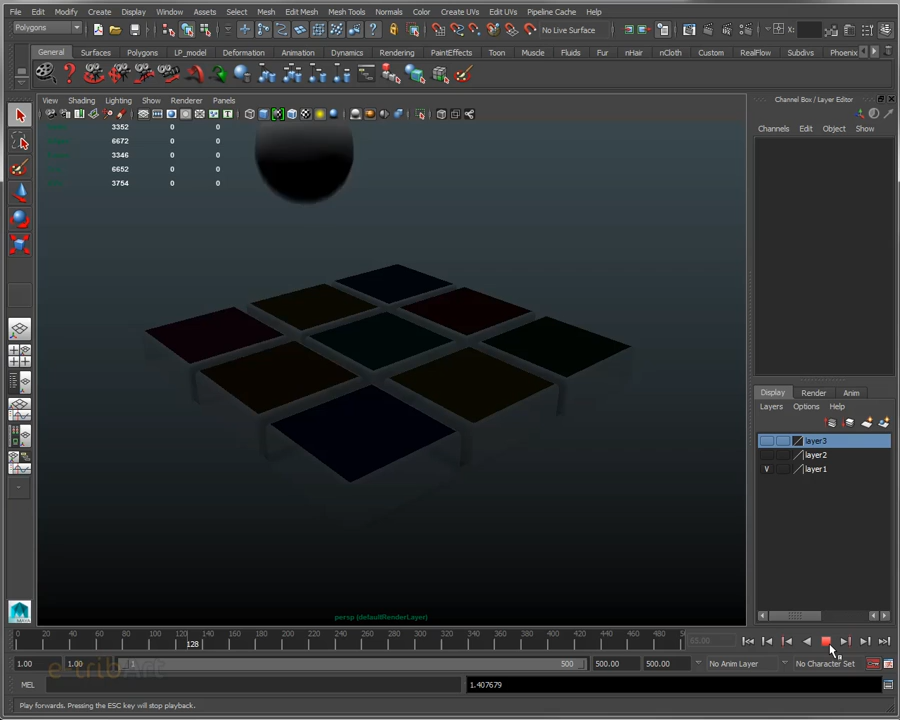 File Edit Modify Create Display Window Assets Select Mesh Edit Mesh Mesh Tools Normals Color Create UVs Edit UVs Pipeline Cache Help
Polygons No Live Surface
General Surfaces Polygons LP_model Deformation Animation Dynamics Rendering PaintEffects Toon Muscle Fluids Fur nHair nCloth Custom RealFlow Subdivs Phoenix
View Shading Lighting Show Renderer Panels
Channel Box / Layer Editor
Channels Edit Object Show
3352 0 0
6672 0 0
3346 0 0
6652 0 0
3754 0 0
Display Render Anim
Layers Options Help
layer3
layer2
V layer1
persp (defaultRenderLayer)
0 20 40 60 80 100 120 140 160 180 200 220 240 260 280 300 320 340 360 380 400 420 440 460 480
128
65.00
1.00 1.00 1 500 500.00 500.00 No Anim Layer No Character Set
e-tribArt
MEL 1.407679
Play forwards. Pressing the ESC key will stop playback.